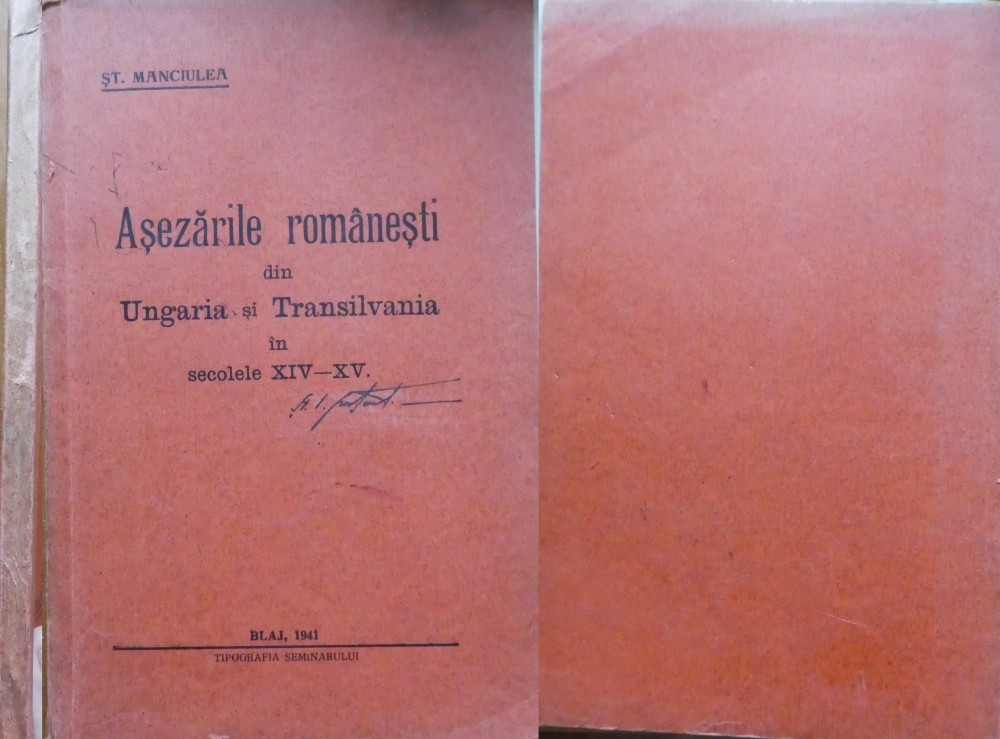 ŞT. MANCIULEA
Aşezările româneşti
din
Ungaria şi Transilvania
în
secolele XIV—XV.
BLAJ, 1941
TIPOGRAFIA SEMINARULUI